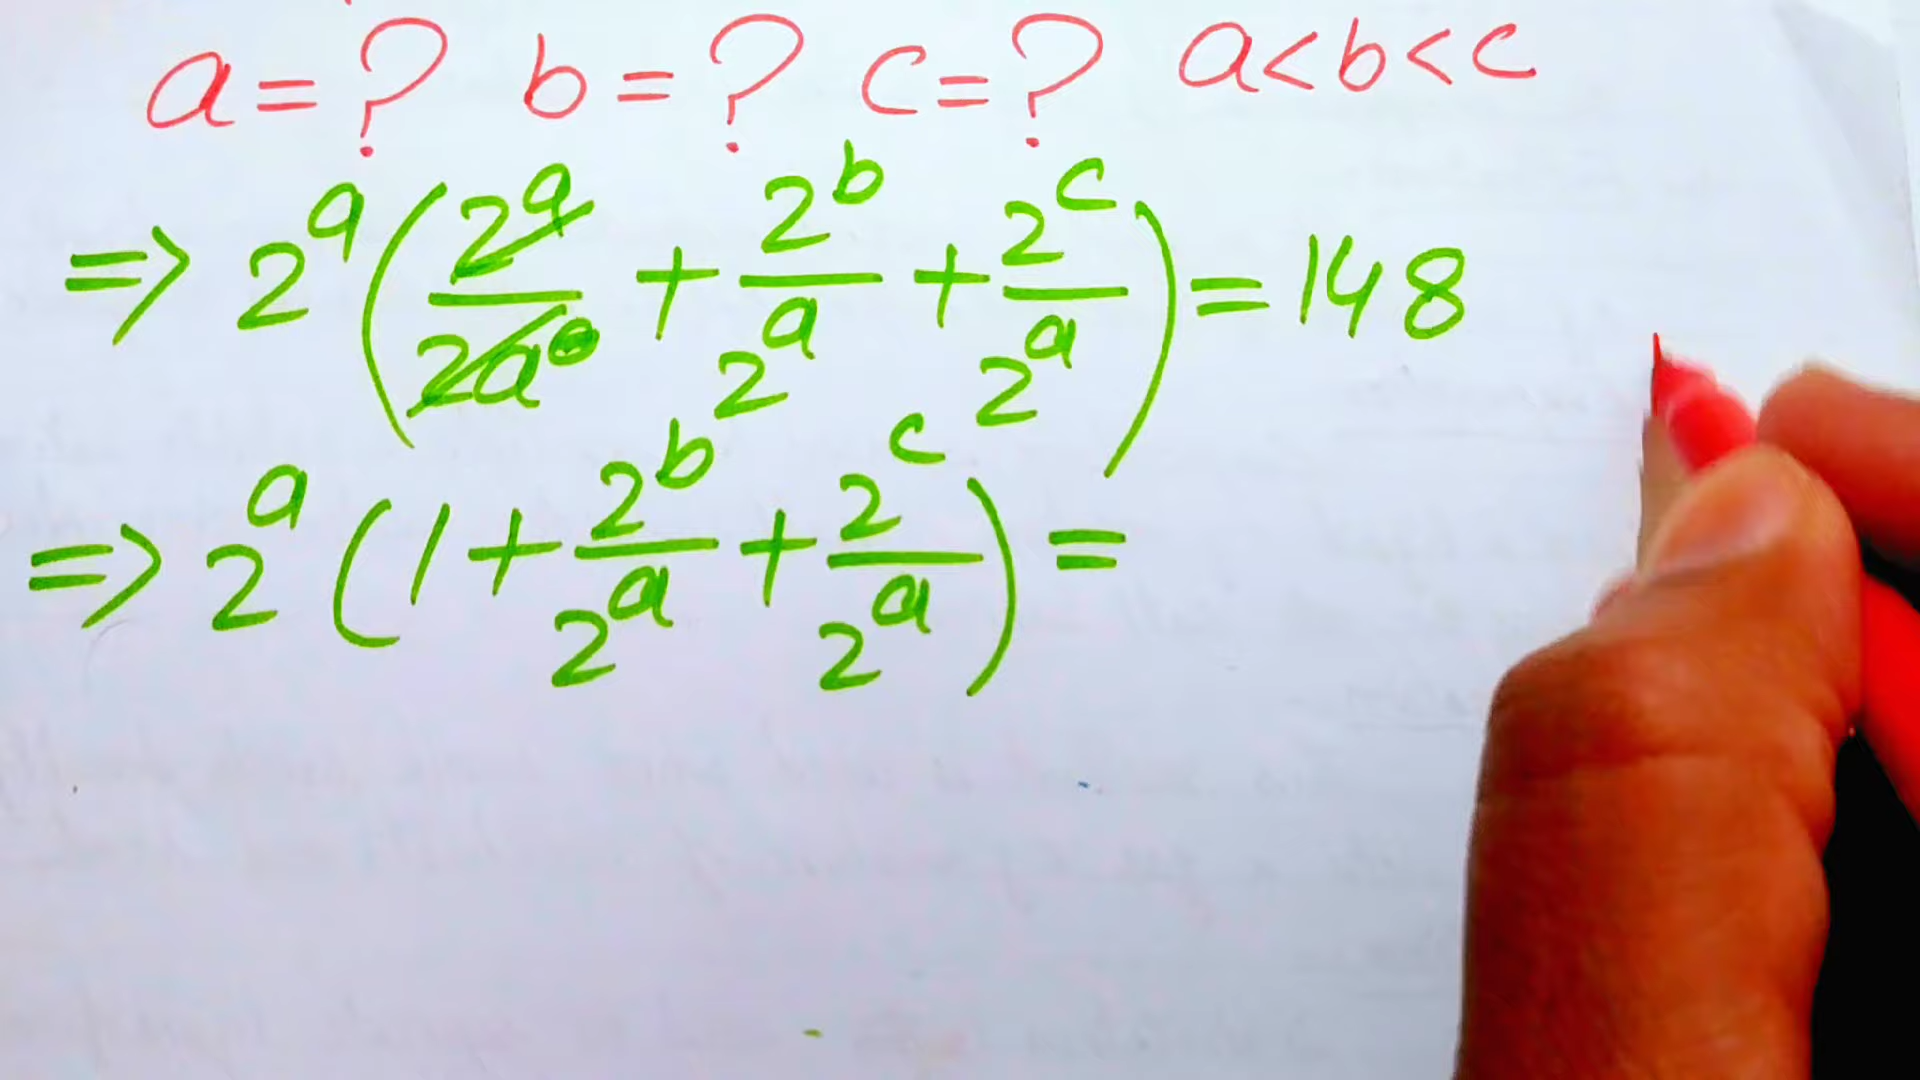 a = ? b = ? c = ? a < b < c
=> 2^a (2^a/2^a + 2^b/2^a + 2^c/2^a) = 148
=> 2^a (1 + 2^b/2^a + 2^c/2^a) =